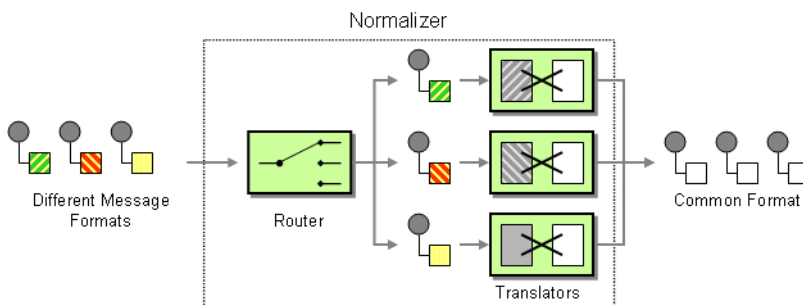 Normalizer
Different Message
Formats
Router
Translators
Common Format